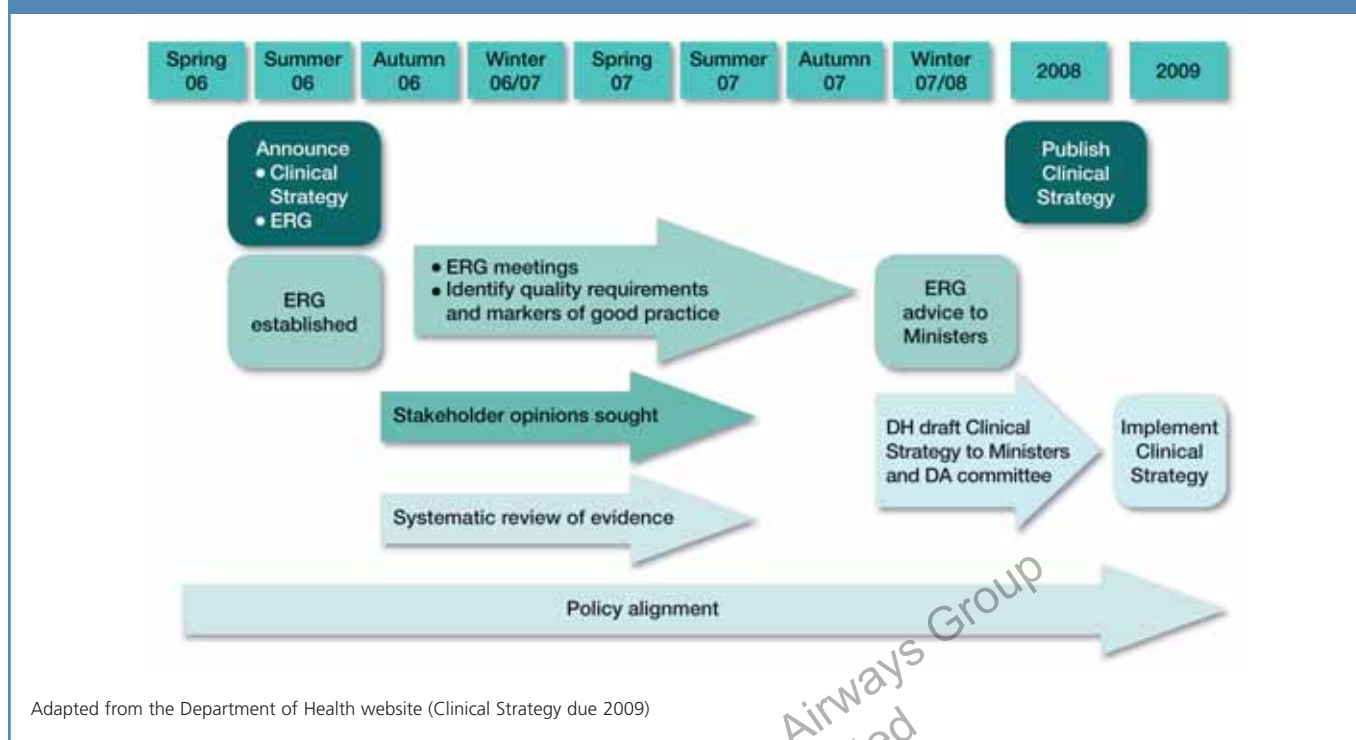 Spring
06
Summer
06
Autumn
06
Winter
06/07
Spring
07
Summer
07
Autumn
07
Winter
07/08
2008
2009
Announce
• Clinical
Strategy
• ERG
Publish
Clinical
Strategy
ERG
established
• ERG meetings
• Identify quality requirements
and markers of good practice
ERG
advice to
Ministers
Stakeholder opinions sought
DH draft Clinical
Strategy to Ministers
and DA committee
Implement
Clinical
Strategy
Systematic review of evidence
Policy alignment
Adapted from the Department of Health website (Clinical Strategy due 2009)
Airways Group